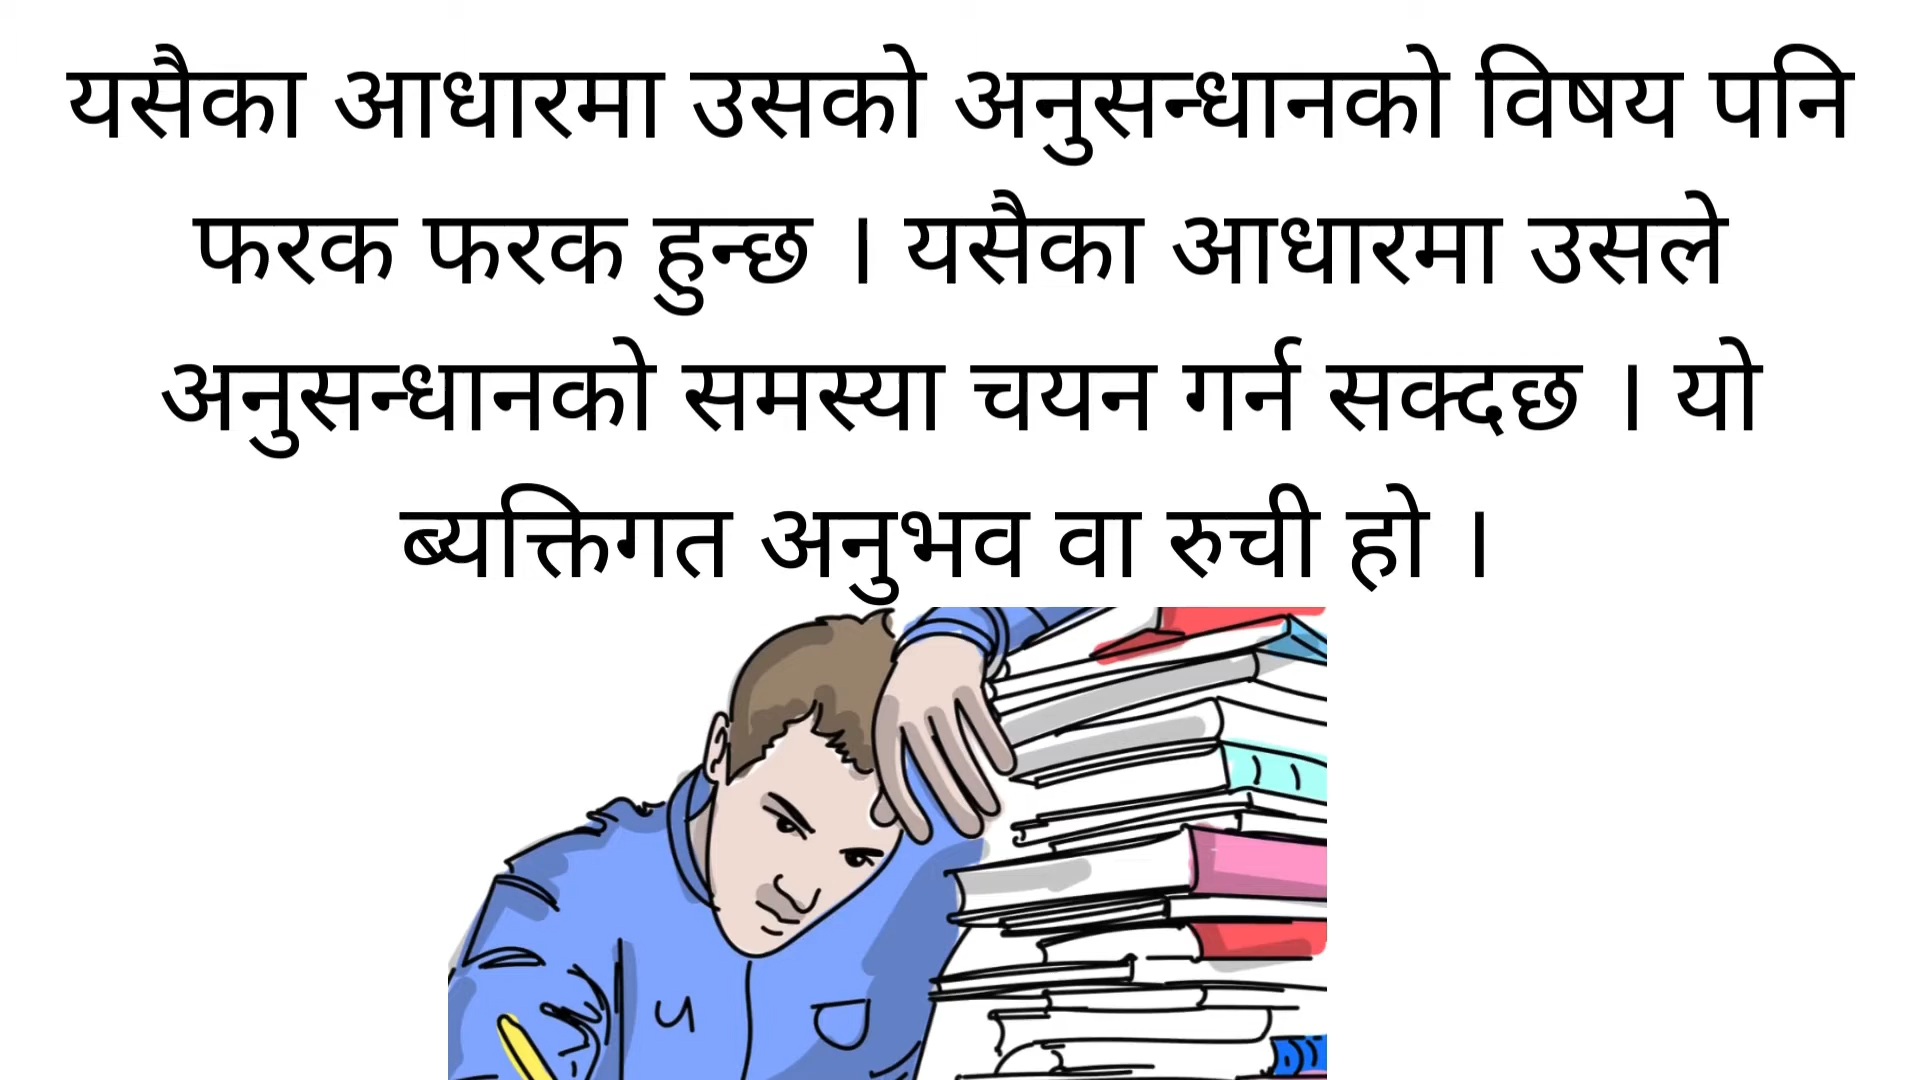 यसैका आधारमा उसको अनुसन्धानको विषय पनि
फरक फरक हुन्छ । यसैका आधारमा उसले
अनुसन्धानको समस्या चयन गर्न सक्दछ । यो
ब्यक्तिगत अनुभव वा रुची हो ।